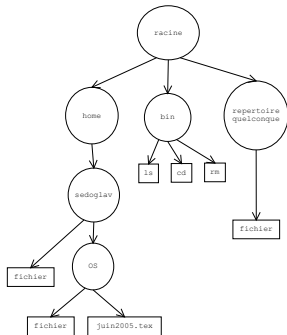 racine
home
bin
repertoire
quelconque
ls
cd
rm
sedoglav
fichier
fichier
OS
fichier
juin2005.tex